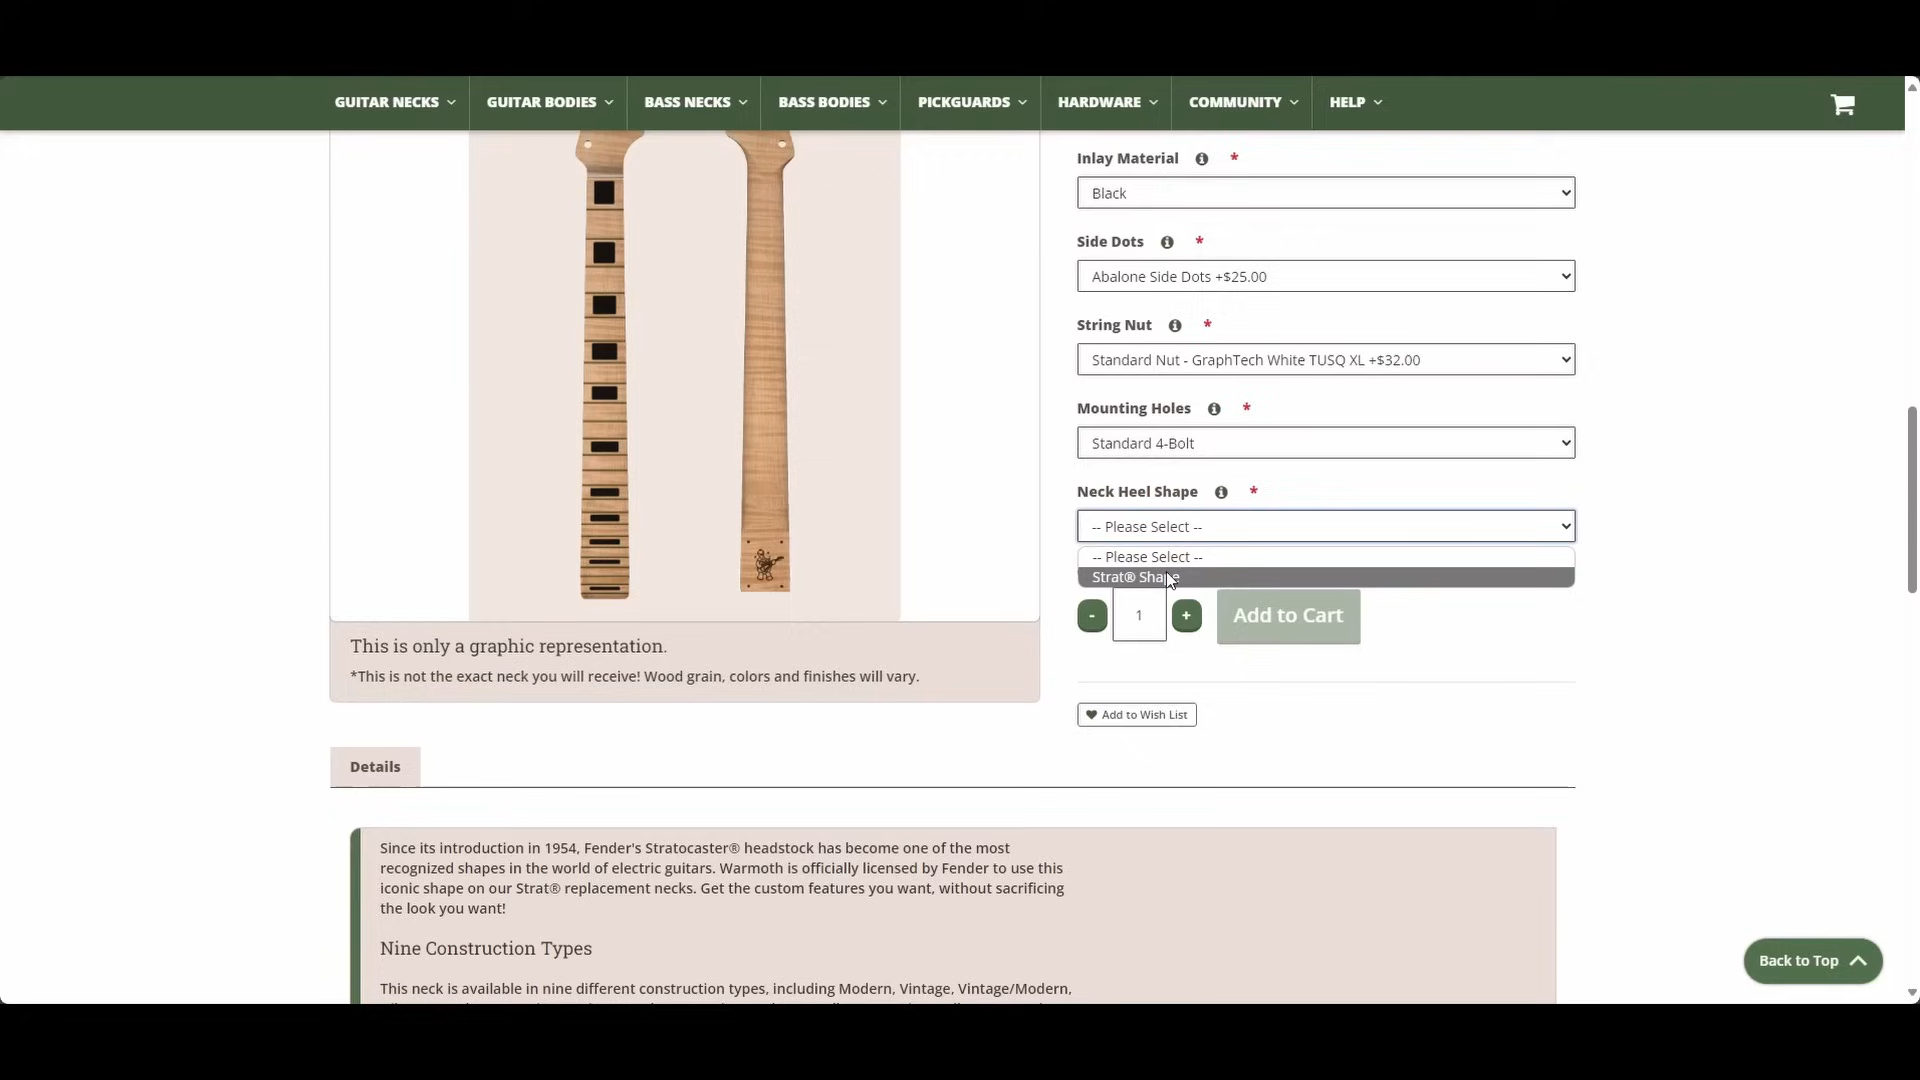 GUITAR NECKS
GUITAR BODIES
BASS NECKS
BASS BODIES
PICKGUARDS
HARDWARE
COMMUNITY
HELP
Inlay Material *
Black
Side Dots *
Abalone Side Dots +$25.00
String Nut *
Standard Nut - GraphTech White TUSQ XL +$32.00
Mounting Holes *
Standard 4-Bolt
Neck Heel Shape *
-- Please Select --
-- Please Select --
Strat® Shape
- 1 + Add to Cart
This is only a graphic representation.
*This is not the exact neck you will receive! Wood grain, colors and finishes will vary.
Add to Wish List
Details
Since its introduction in 1954, Fender's Stratocaster® headstock has become one of the most
recognized shapes in the world of electric guitars. Warmoth is officially licensed by Fender to use this
iconic shape on our Strat® replacement necks. Get the custom features you want, without sacrificing
the look you want!
Nine Construction Types
This neck is available in nine different construction types, including Modern, Vintage, Vintage/Modern,
Back to Top